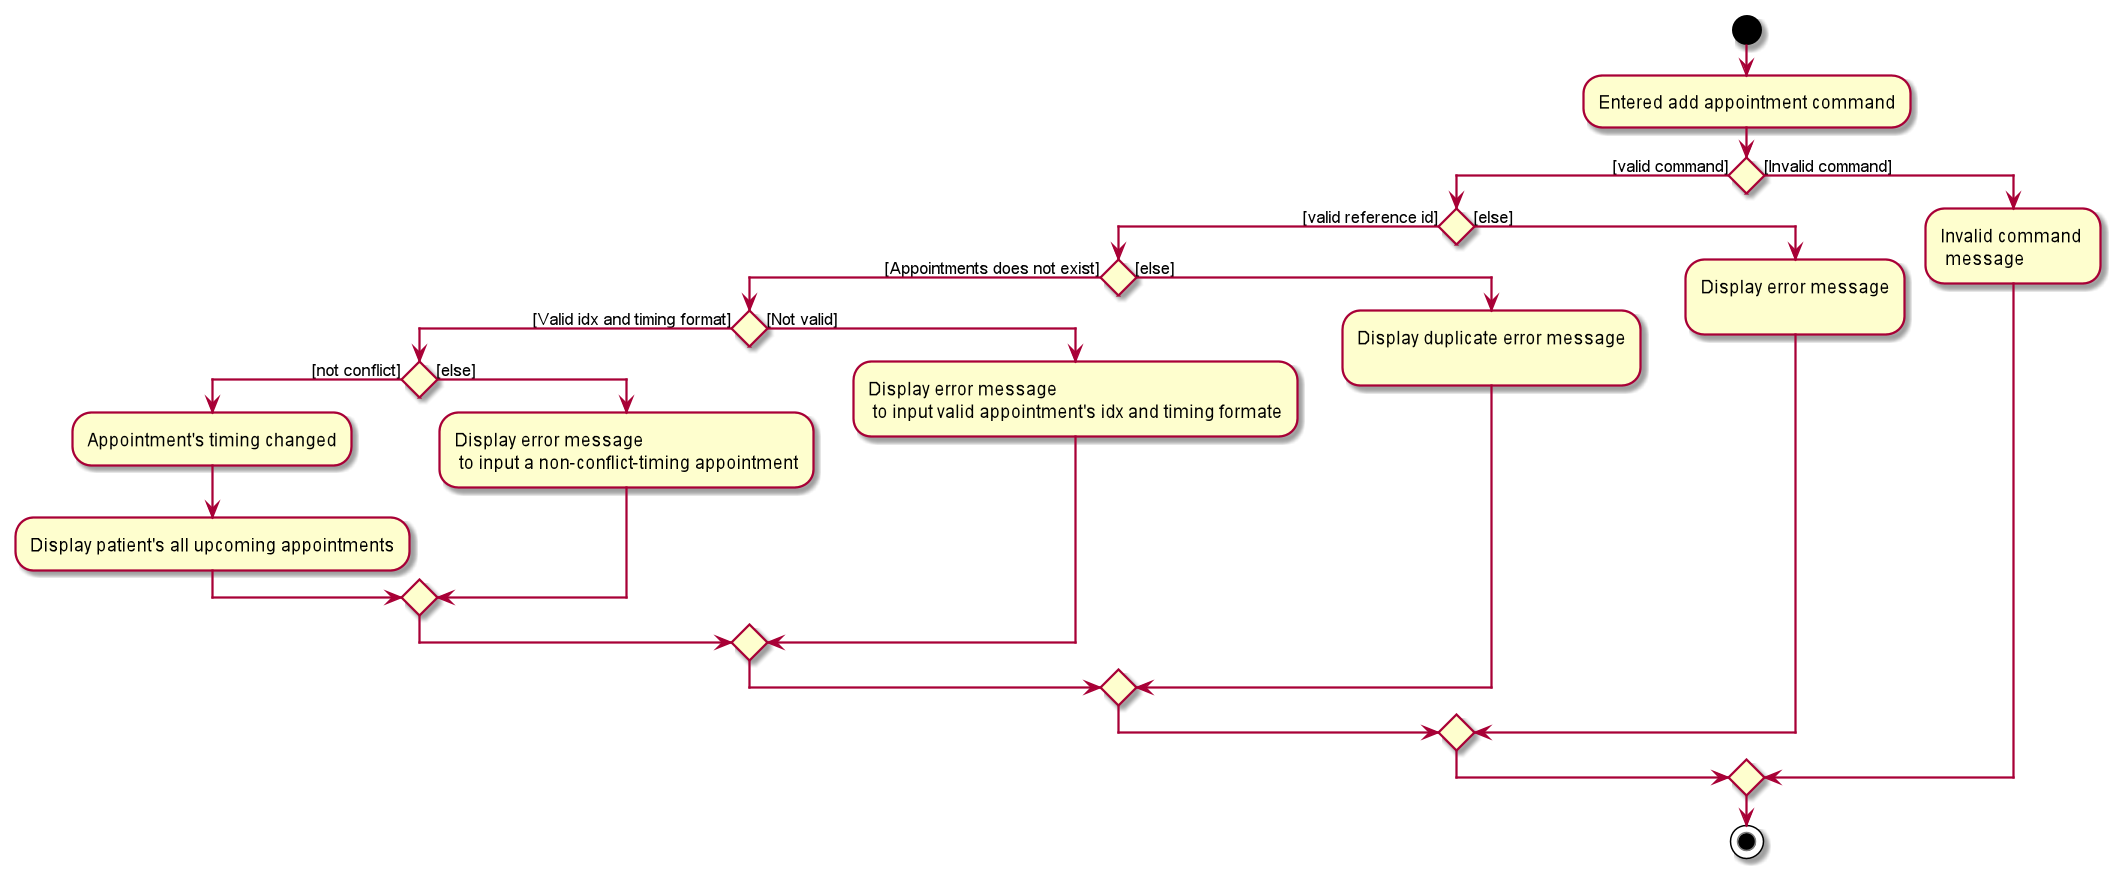 Entered add appointment command
[valid command]
[Invalid command]
[valid reference id]
[else]
Invalid command
message
[Appointments does not exist]
[else]
Display error message
[Valid idx and timing format]
[Not valid]
Display duplicate error message
[not conflict]
[else]
Display error message
to input valid appointment's idx and timing formate
Appointment's timing changed
Display error message
to input a non-conflict-timing appointment
Display patient's all upcoming appointments